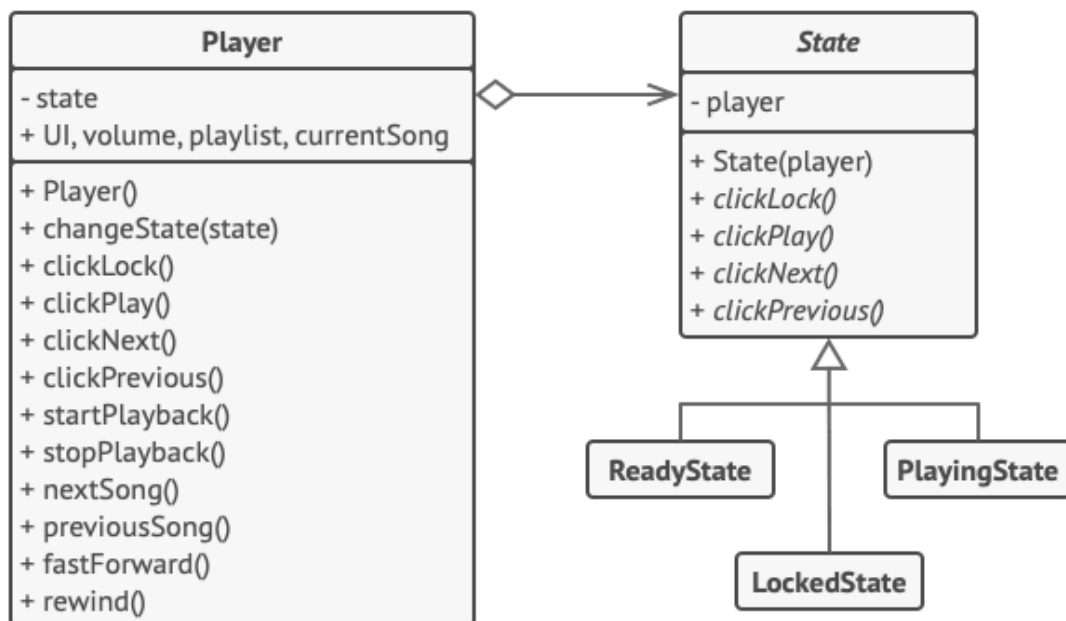 Player
- state
+ UI, volume, playlist, currentSong
+ Player()
+ changeState(state)
+ clickLock()
+ clickPlay()
+ clickNext()
+ clickPrevious()
+ startPlayback()
+ stopPlayback()
+ nextSong()
+ previousSong()
+ fastForward()
+ rewind()
State
- player
+ State(player)
+ clickLock()
+ clickPlay()
+ clickNext()
+ clickPrevious()
ReadyState
PlayingState
LockedState